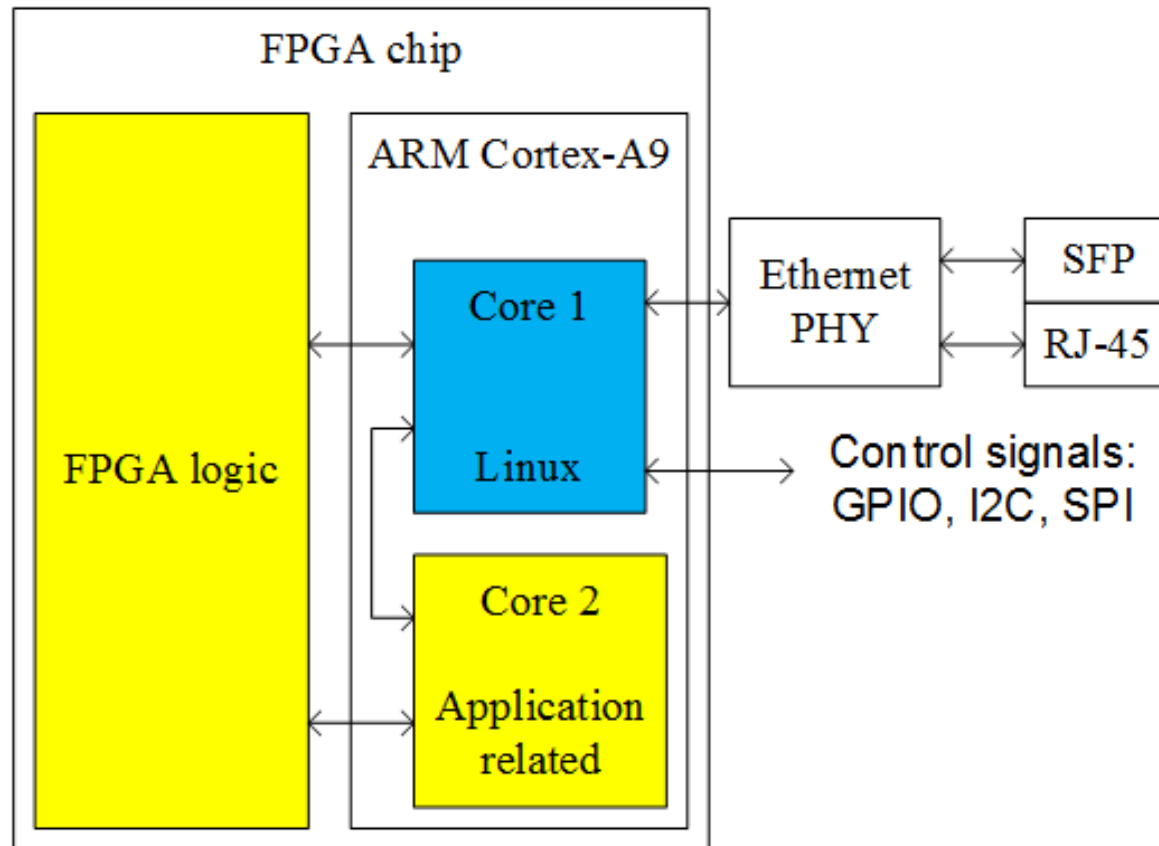 FPGA chip
FPGA logic
ARM Cortex-A9
Core 1
Linux
Core 2
Application
related
Ethernet
PHY
SFP
RJ-45
Control signals:
GPIO, I2C, SPI